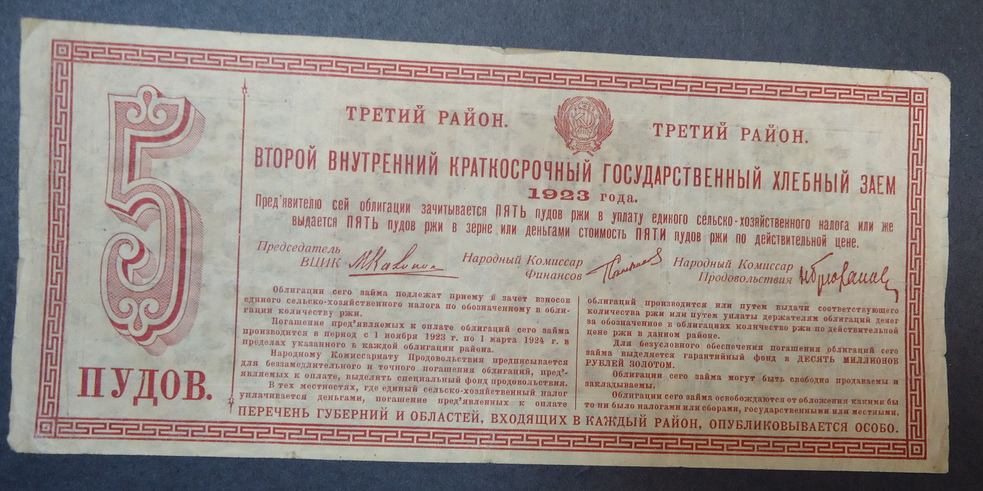 5
ПУДОВ.
ТРЕТИЙ РАЙОН.
ТРЕТИЙ РАЙОН.
ВТОРОЙ ВНУТРЕННИЙ КРАТКОСРОЧНЫЙ ГОСУДАРСТВЕННЫЙ ХЛЕБНЫЙ ЗАЕМ
1923 года.
Пред'явителю сей облигации зачитывается ПЯТЬ пудов ржи в уплату единого сельско-хозяйственного налога или же
выдается ПЯТЬ пудов ржи в зерне или деньгами стоимость ПЯТИ пудов ржи по действительной цене.
Председатель
ВЦИК
Народный Комиссар
Финансов
Народный Комиссар
Продовольствия
Облигации сего займа подлежат приему в зачет взносов
единого сельско-хозяйственного налога по обозначенному в обли-
гации количеству ржи.
Погашение пред'являемых к оплате облигаций сего займа
производится в период с 1 ноября 1923 г. по 1 марта 1924 г. в
пределах указанного в каждой облигации района.
Народному Комиссариату Продовольствия предписывается
для безза медлительного и точного погашения облигаций, пред'-
являемых к оплате, выделить специальный фонд продовольствия.
В тех местностях, где единый сельско-хозяйственный налог
уплачивается деньгами, погашение пред'явленных к оплате
облигаций производится или путем выдачи соответствующего
количества ржи или путем уплаты держателям облигаций денег
за обозначенное в облигациях количество ржи по действительной
цене ржи в данном районе.
Для безусловного обеспечения погашения облигаций сего
займа выделяется гарантийный фонд в ДЕСЯТЬ МИЛЛИОНОВ
РУБЛЕЙ ЗОЛОТОМ.
Облигации сего займа могут быть свободно продаваемы и
закладываемы.
Облигации сего займа освобождаются от обложения какими бы
то ни было налогами или сборами, государственными или местными.
ПЕРЕЧЕНЬ ГУБЕРНИЙ И ОБЛАСТЕЙ, ВХОДЯЩИХ В КАЖДЫЙ РАЙОН, ОПУБЛИКОВЫВАЕТСЯ ОСОБО.